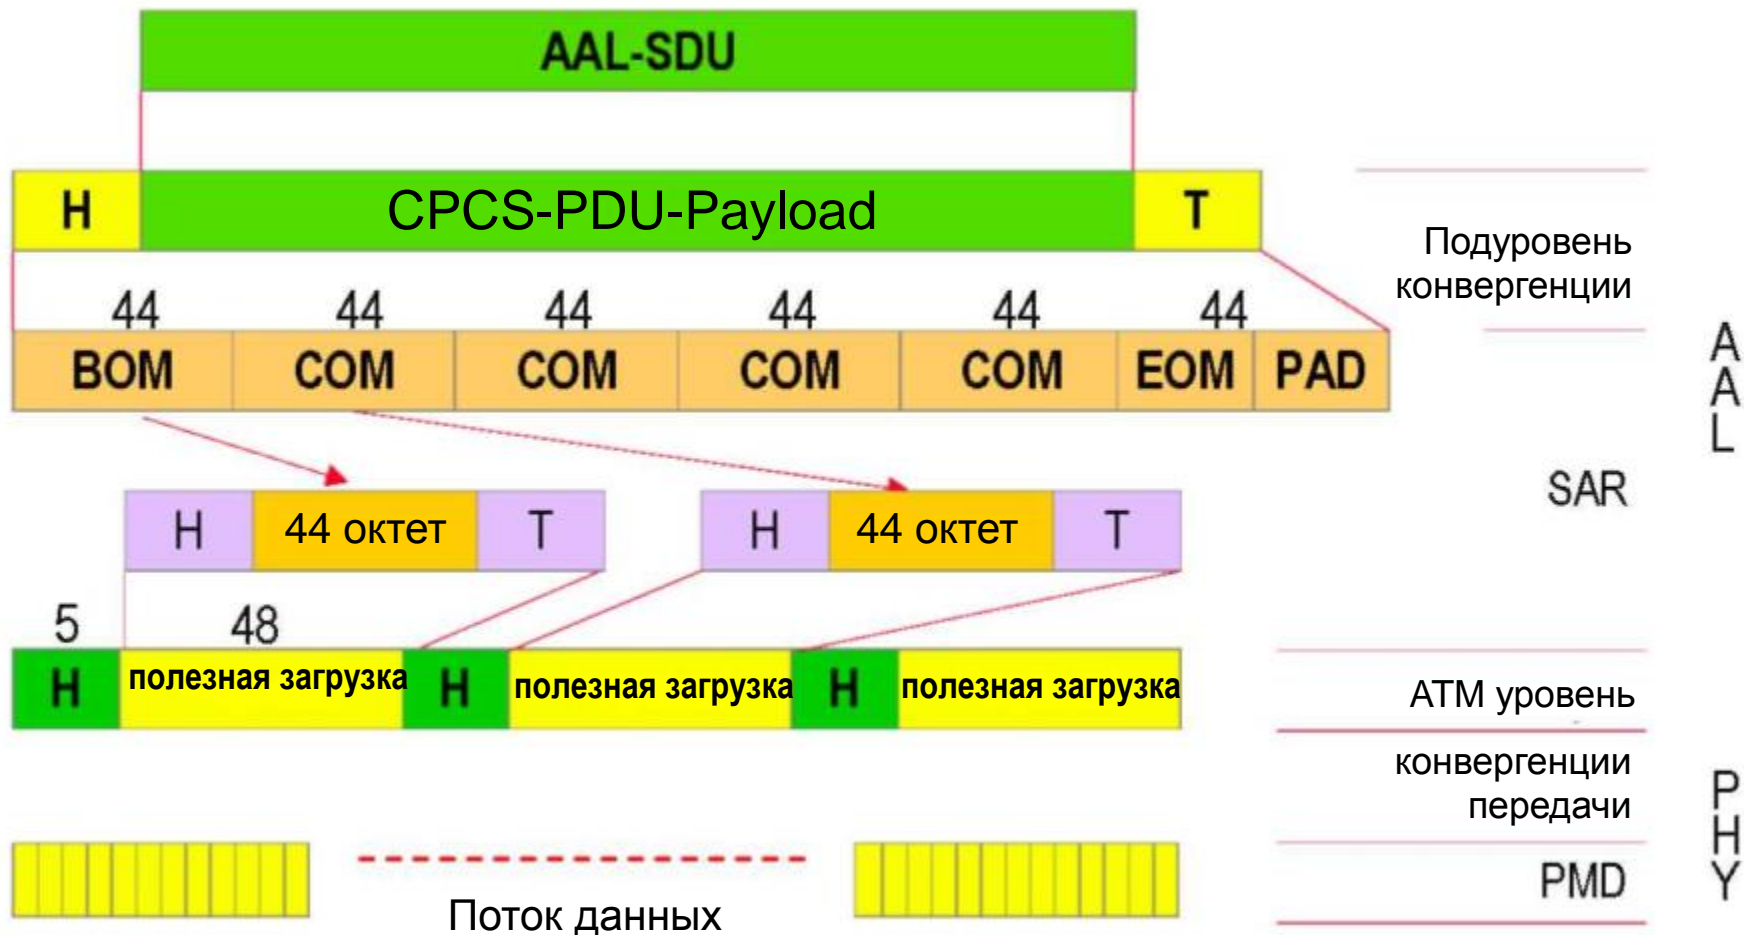 AAL-SDU
H CPCS-PDU-Payload T
Подуровень
конвергенции
44 44 44 44 44 44
BOM COM COM COM COM EOM PAD
A
A
L
SAR
H 44 октет T H 44 октет T
5 48
H полезная загрузка H полезная загрузка H полезная загрузка
АТМ уровень
конвергенции
передачи
P
H
Y
PMD
Поток данных